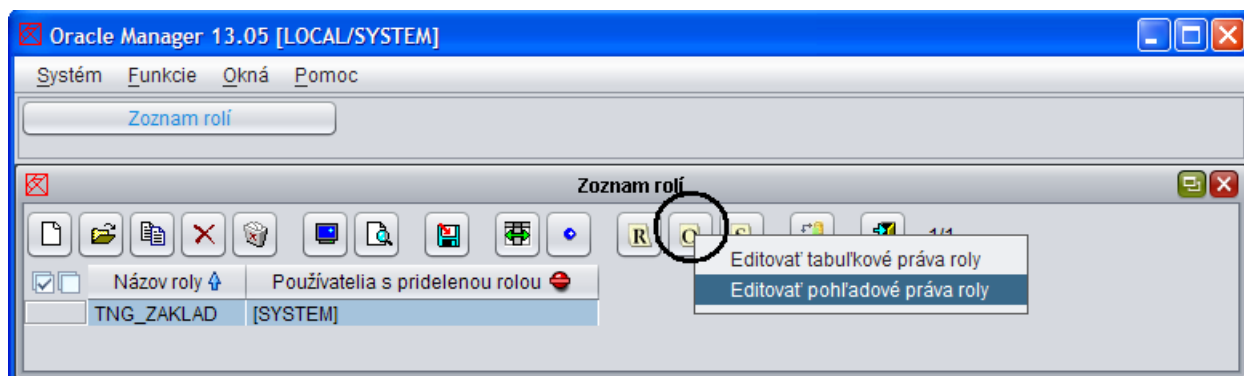 Oracle Manager 13.05 [LOCAL/SYSTEM]
Systém Funkcie Okná Pomoc
Zoznam rolí
Zoznam rolí
R O S 1/1
Editovať tabuľkové práva roly
Editovať pohľadové práva roly
Názov roly Používatelia s pridelenou rolou
TNG_ZAKLAD [SYSTEM]